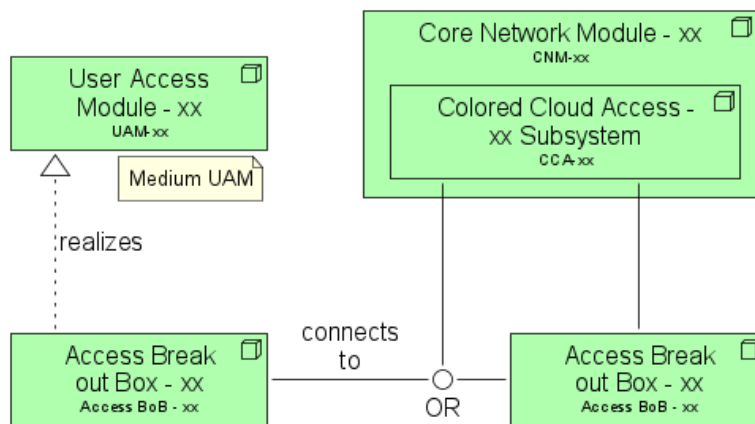 Core Network Module - xx
CNM-xx
User Access
Module - xx
UAM-xx
Colored Cloud Access -
xx Subsystem
CCA-xx
Medium UAM
realizes
connects
to
OR
Access Break
out Box - xx
Access BoB - xx
Access Break
out Box - xx
Access BoB - xx